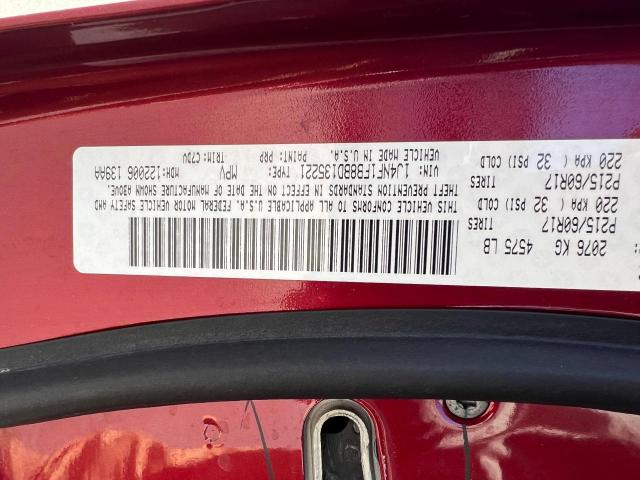 2076 KG 4575 LB
TIRES P215/60R17
220 KPA ( 32 PSI) COLD
TIRES P215/60R17
220 KPA ( 32 PSI) COLD
THIS VEHICLE CONFORMS TO ALL APPLICABLE U.S.A. FEDERAL MOTOR VEHICLE SAFETY AND
THEFT PREVENTION STANDARDS IN EFFECT ON THE DATE OF MANUFACTURE SHOWN ABOVE.
VIN: 1J4NF1FB8BD135221 TYPE: MPV MDH:122006 139AA
VEHICLE MADE IN U.S.A. PAINT: PRP TRIM: C7DV